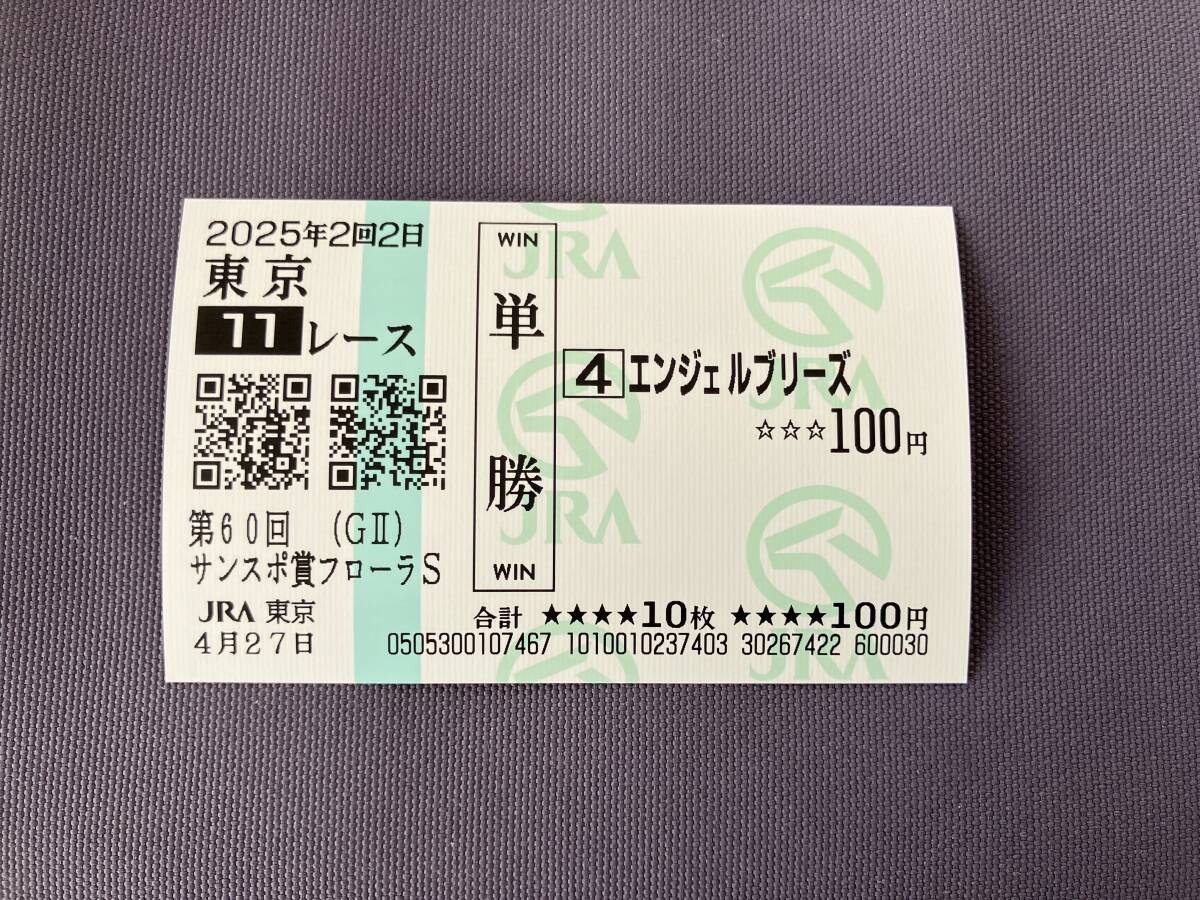 2025年2回2日
東京
11レース
第60回 (GⅡ)
サンスポ賞フローラS
JRA 東京
4月27日
WIN
単勝
WIN
4 エンジェルブリーズ
☆☆☆100円
合計 ★★★★10枚 ★★★★100円
0505300107467 1010010237403 30267422 600030
JRA
JRA
JRA
JRA